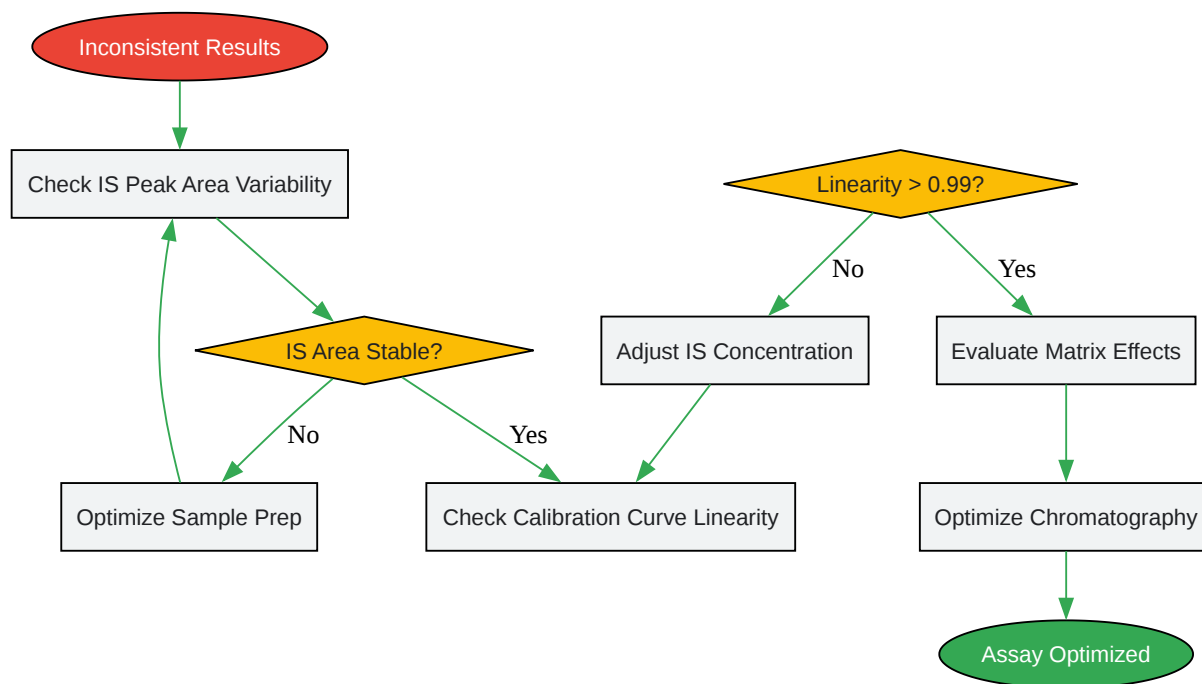 Inconsistent Results
Check IS Peak Area Variability
Linearity > 0.99?
No
Yes
IS Area Stable?
Adjust IS Concentration
Evaluate Matrix Effects
No
Yes
Optimize Sample Prep
Check Calibration Curve Linearity
Optimize Chromatography
Assay Optimized